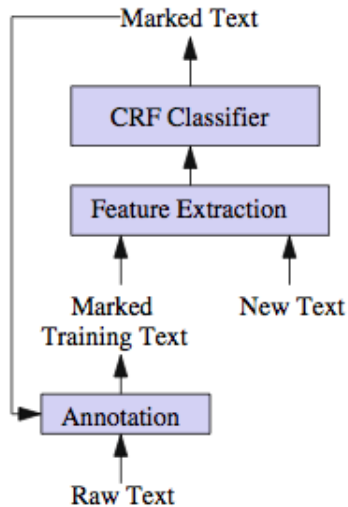 Marked Text
CRF Classifier
Feature Extraction
Marked
Training Text
New Text
Annotation
Raw Text